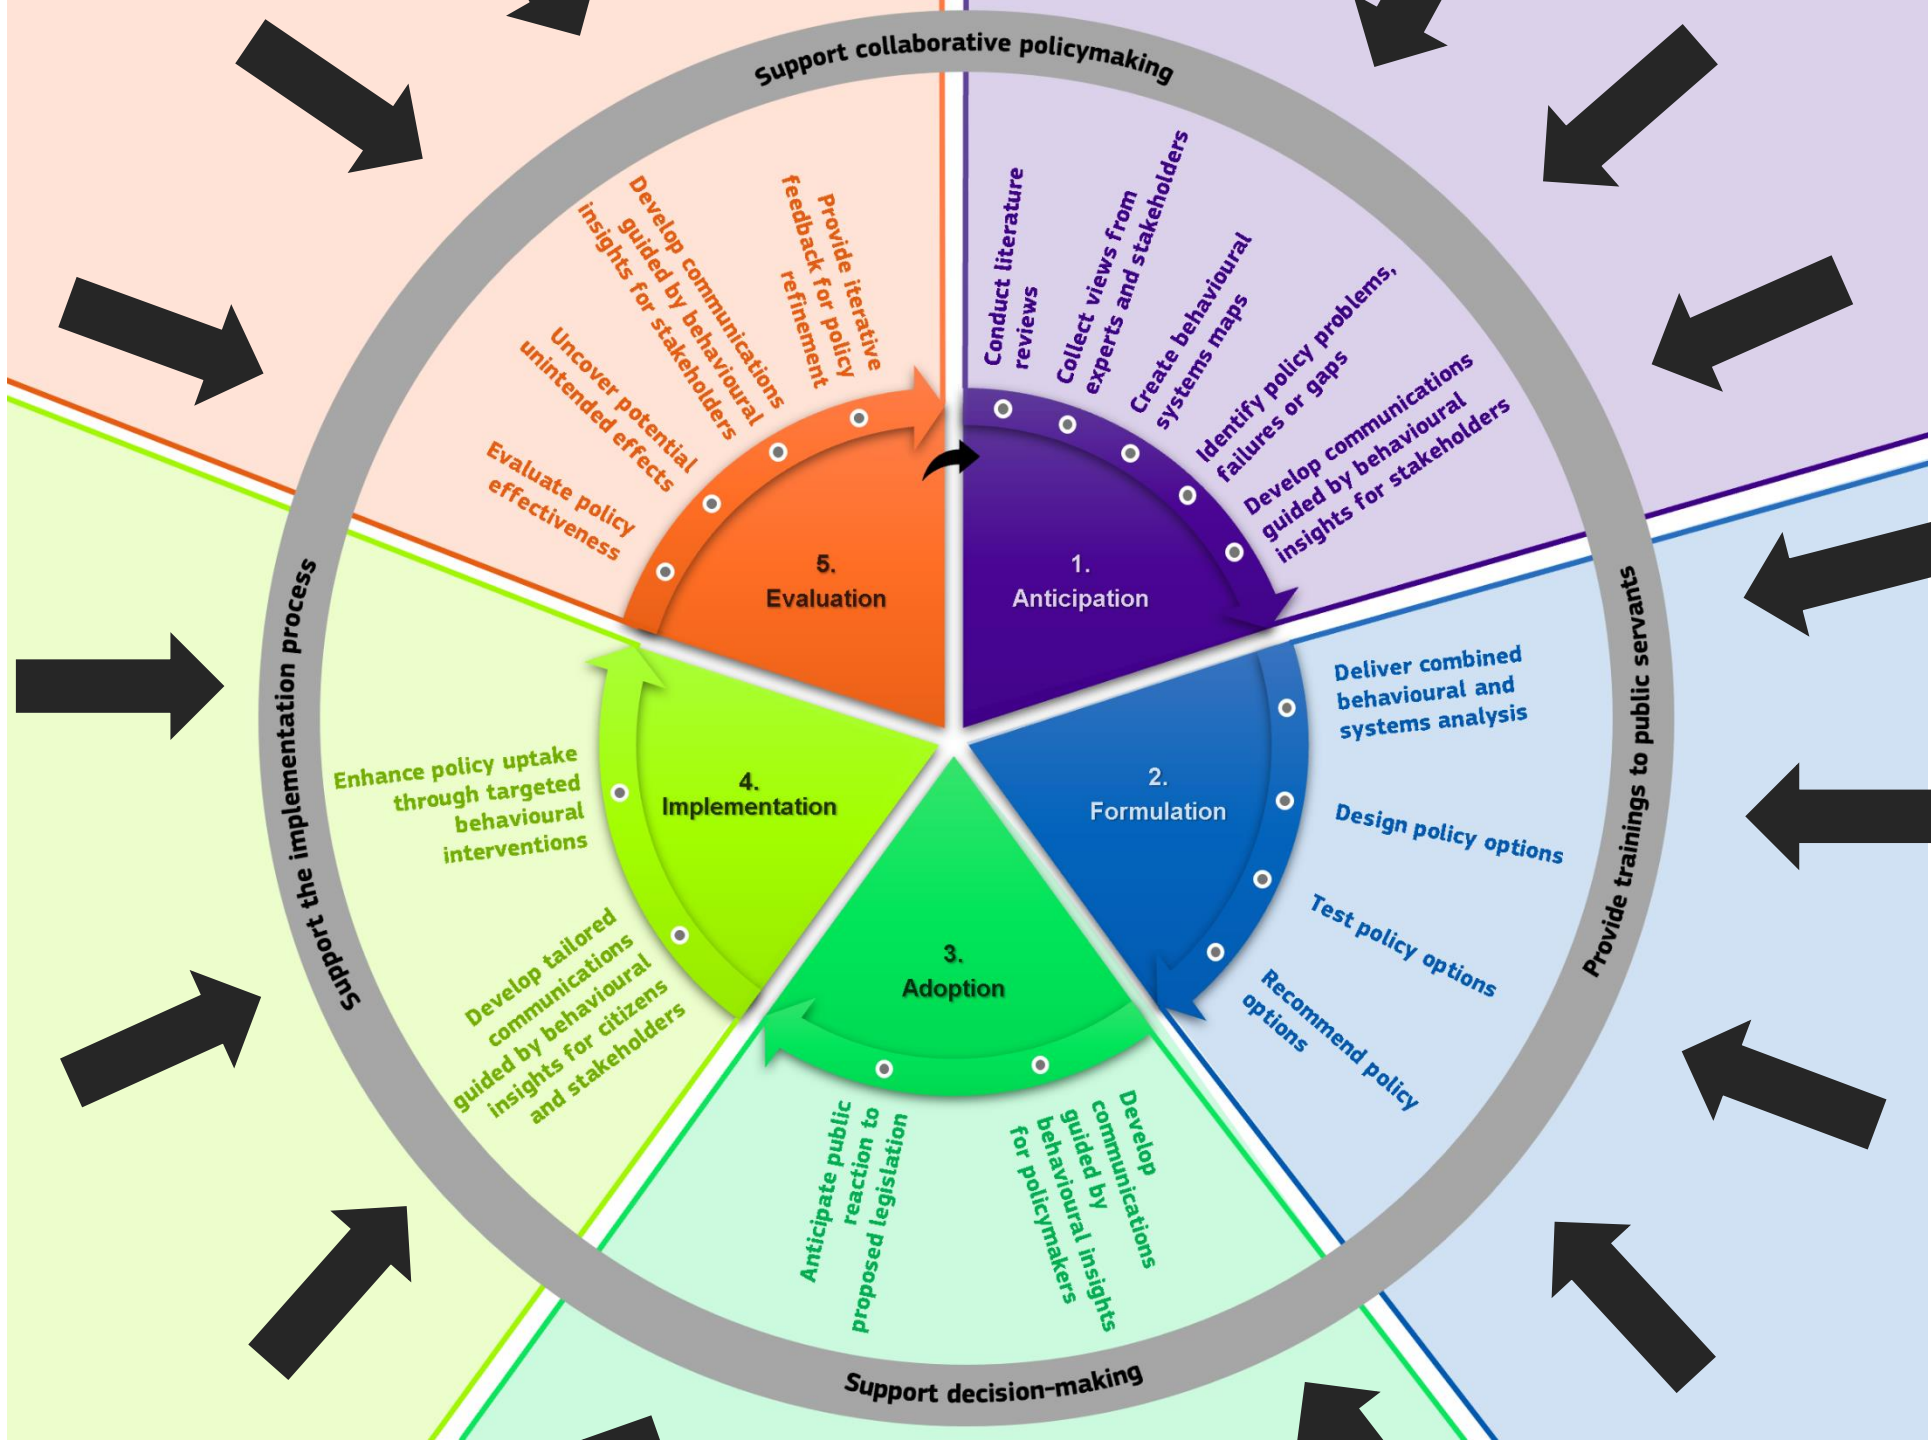 Support collaborative policymaking
Provide trainings to public servants
Support decision-making
Support the implementation process
1.
Anticipation
Conduct literature
reviews
Collect views from
experts and stakeholders
Create behavioural
systems maps
Identify policy problems,
failures or gaps
Develop communications
guided by behavioural
insights for stakeholders
2.
Formulation
Deliver combined
behavioural and
systems analysis
Design policy options
Test policy options
Recommend policy
options
3.
Adoption
Develop
communications
guided by
behavioural insights
for policymakers
Anticipate public
reaction to
proposed legislation
4.
Implementation
Develop tailored
communications
guided by behavioural
insights for citizens
and stakeholders
Enhance policy uptake
through targeted
behavioural
interventions
5.
Evaluation
Evaluate policy
effectiveness
Uncover potential
unintended effects
Develop communications
guided by behavioural
insights for stakeholders
Provide iterative
feedback for policy
refinement